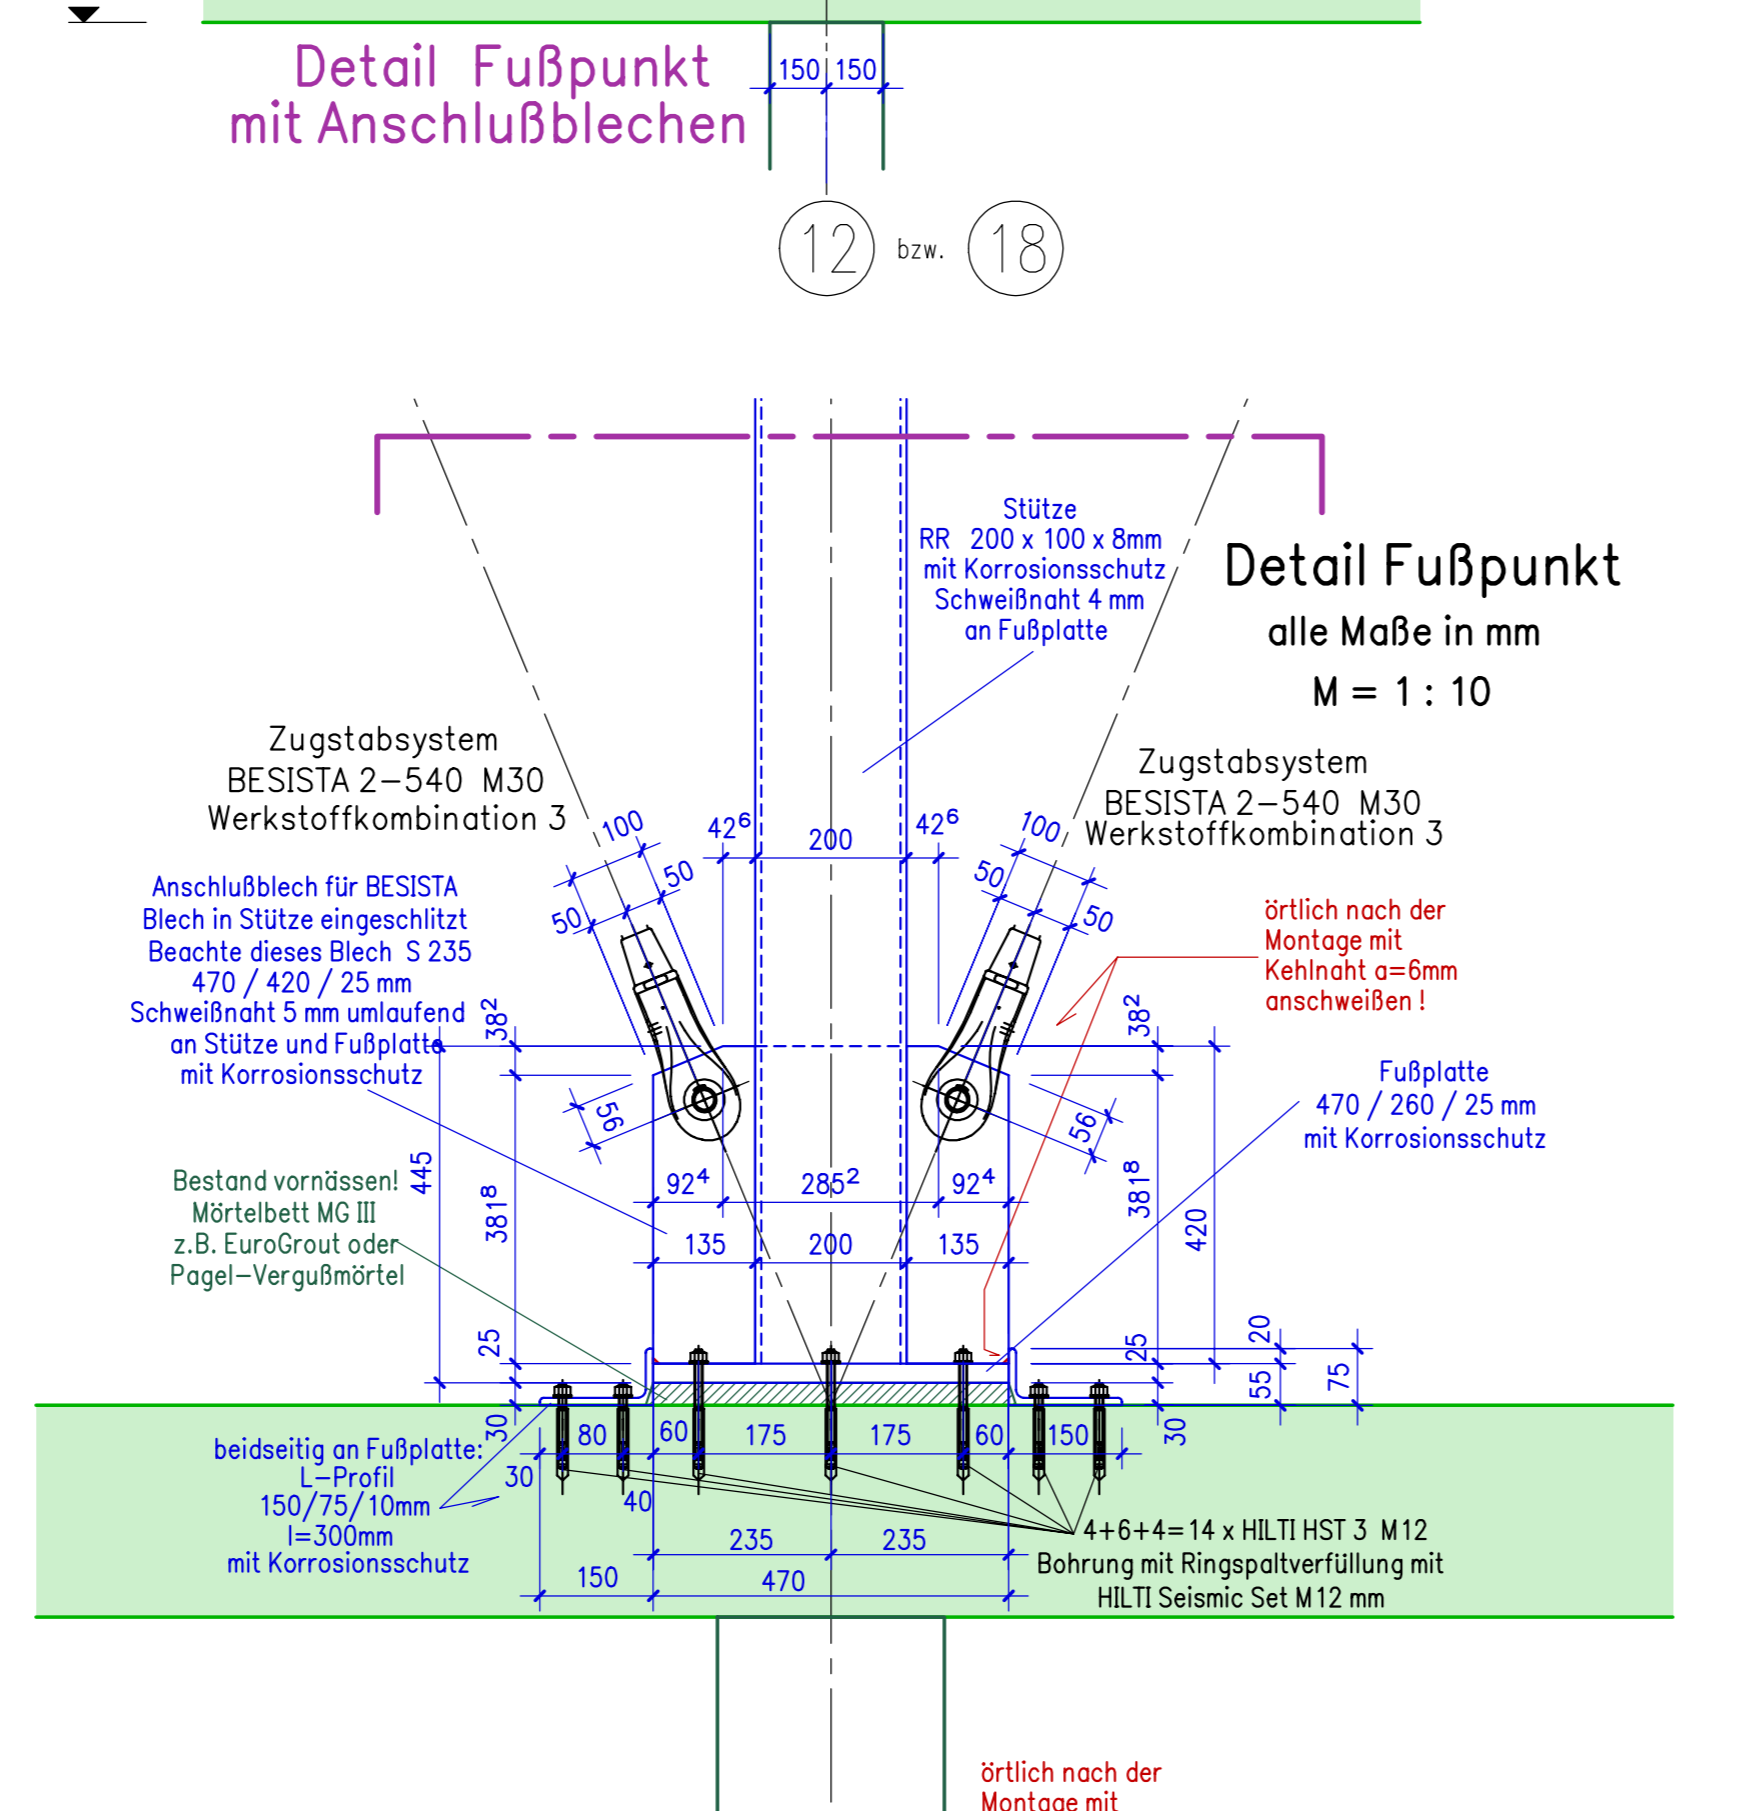 Detail Fußpunkt
mit Anschlußblechen
150 150
12 bzw. 18
Stütze
RR 200 x 100 x 8mm
mit Korrosionsschutz
Schweißnaht 4 mm
an Fußplatte
Detail Fußpunkt
alle Maße in mm
M = 1 : 10
Zugstabsystem
BESISTA 2-540 M30
Werkstoffkombination 3
Zugstabsystem
BESISTA 2-540 M30
Werkstoffkombination 3
100
50
50
42⁶ 200 42⁶
100
50
50
Anschlußblech für BESISTA
Blech in Stütze eingeschlitzt
Beachte dieses Blech S 235
470 / 420 / 25 mm
Schweißnaht 5 mm umlaufend
an Stütze und Fußplatte
mit Korrosionsschutz
örtlich nach der
Montage mit
Kehlnaht a=6mm
anschweißen !
38²
38²
56
56
Fußplatte
470 / 260 / 25 mm
mit Korrosionsschutz
Bestand vornässen!
Mörtelbett MG III
z.B. EuroGrout oder
Pagel-Vergußmörtel
445
381⁸
92⁴ 285² 92⁴
135 200 135
381⁸
420
25
25
20
55
75
30
30
80 60 175 175 60 150
30
40
beidseitig an Fußplatte:
L-Profil
150/75/10mm
l=300mm
mit Korrosionsschutz
235 235
150 470
4+6+4=14 x HILTI HST 3 M12
Bohrung mit Ringspaltverfüllung mit
HILTI Seismic Set M12 mm
örtlich nach der
Montage mit